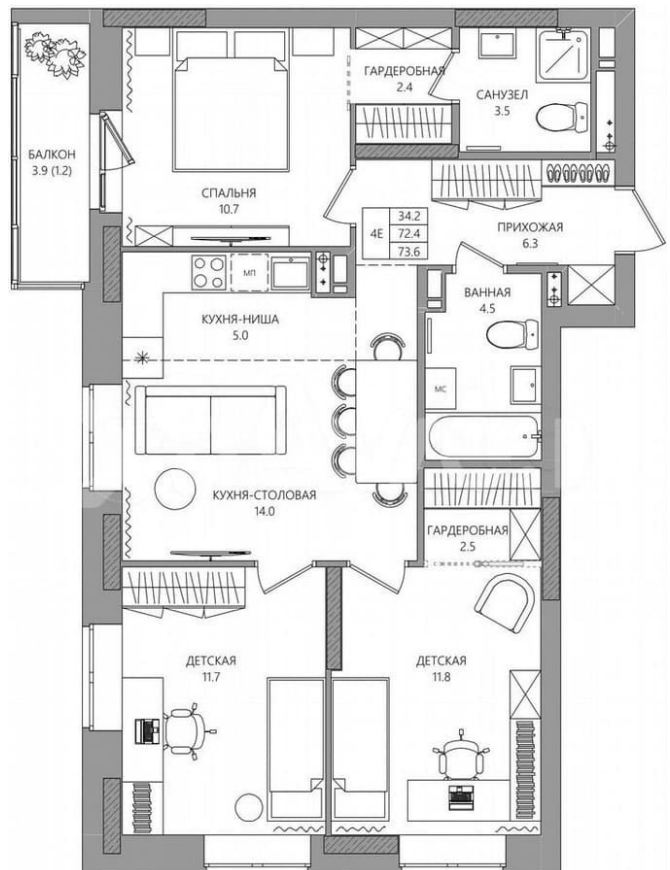 ГАРДЕРОБНАЯ
2.4
САНУЗЕЛ
3.5
БАЛКОН
3.9 (1.2)
СПАЛЬНЯ
10.7
4Е
34.2
72.4
73.6
ПРИХОЖАЯ
6.3
МП
КУХНЯ-НИША
5.0
ВАННАЯ
4.5
МС
КУХНЯ-СТОЛОВАЯ
14.0
ГАРДЕРОБНАЯ
2.5
ДЕТСКАЯ
11.7
ДЕТСКАЯ
11.8